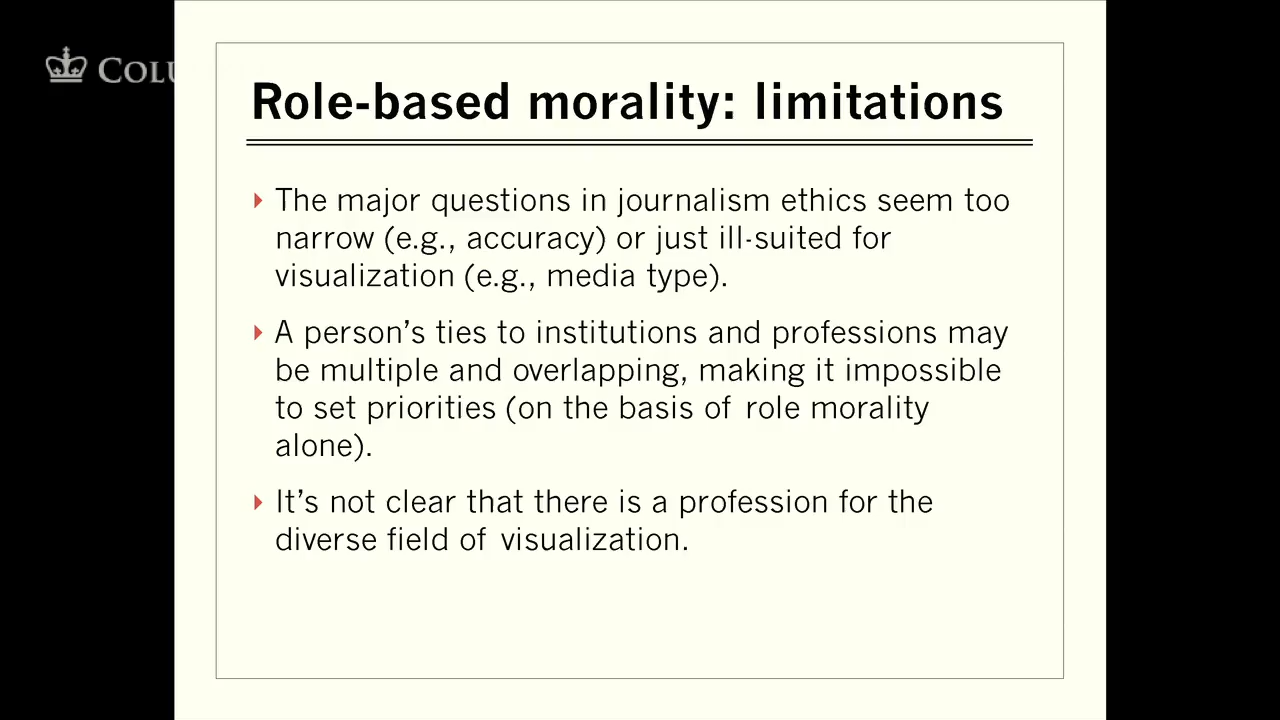 COLU
Role-based morality: limitations
The major questions in journalism ethics seem too
narrow (e.g., accuracy) or just ill-suited for
visualization (e.g., media type).
A person’s ties to institutions and professions may
be multiple and overlapping, making it impossible
to set priorities (on the basis of role morality
alone).
It’s not clear that there is a profession for the
diverse field of visualization.